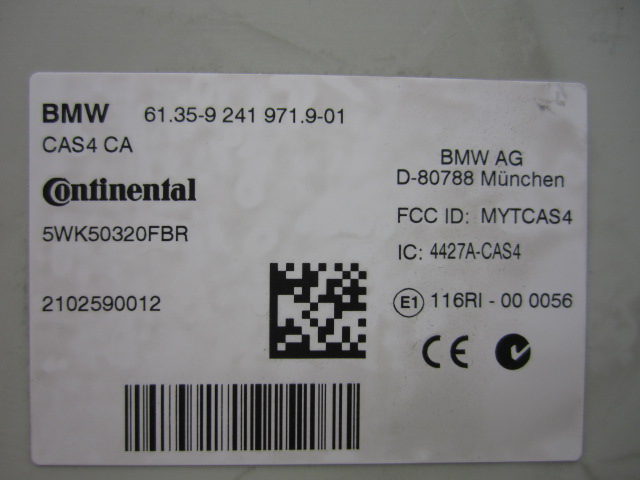 BMW 61.35-9 241 971.9-01
CAS4 CA
Continental
5WK50320FBR
2102590012
BMW AG
D-80788 München
FCC ID: MYTCAS4
IC: 4427A-CAS4
E1 116RI - 00 0056
CE